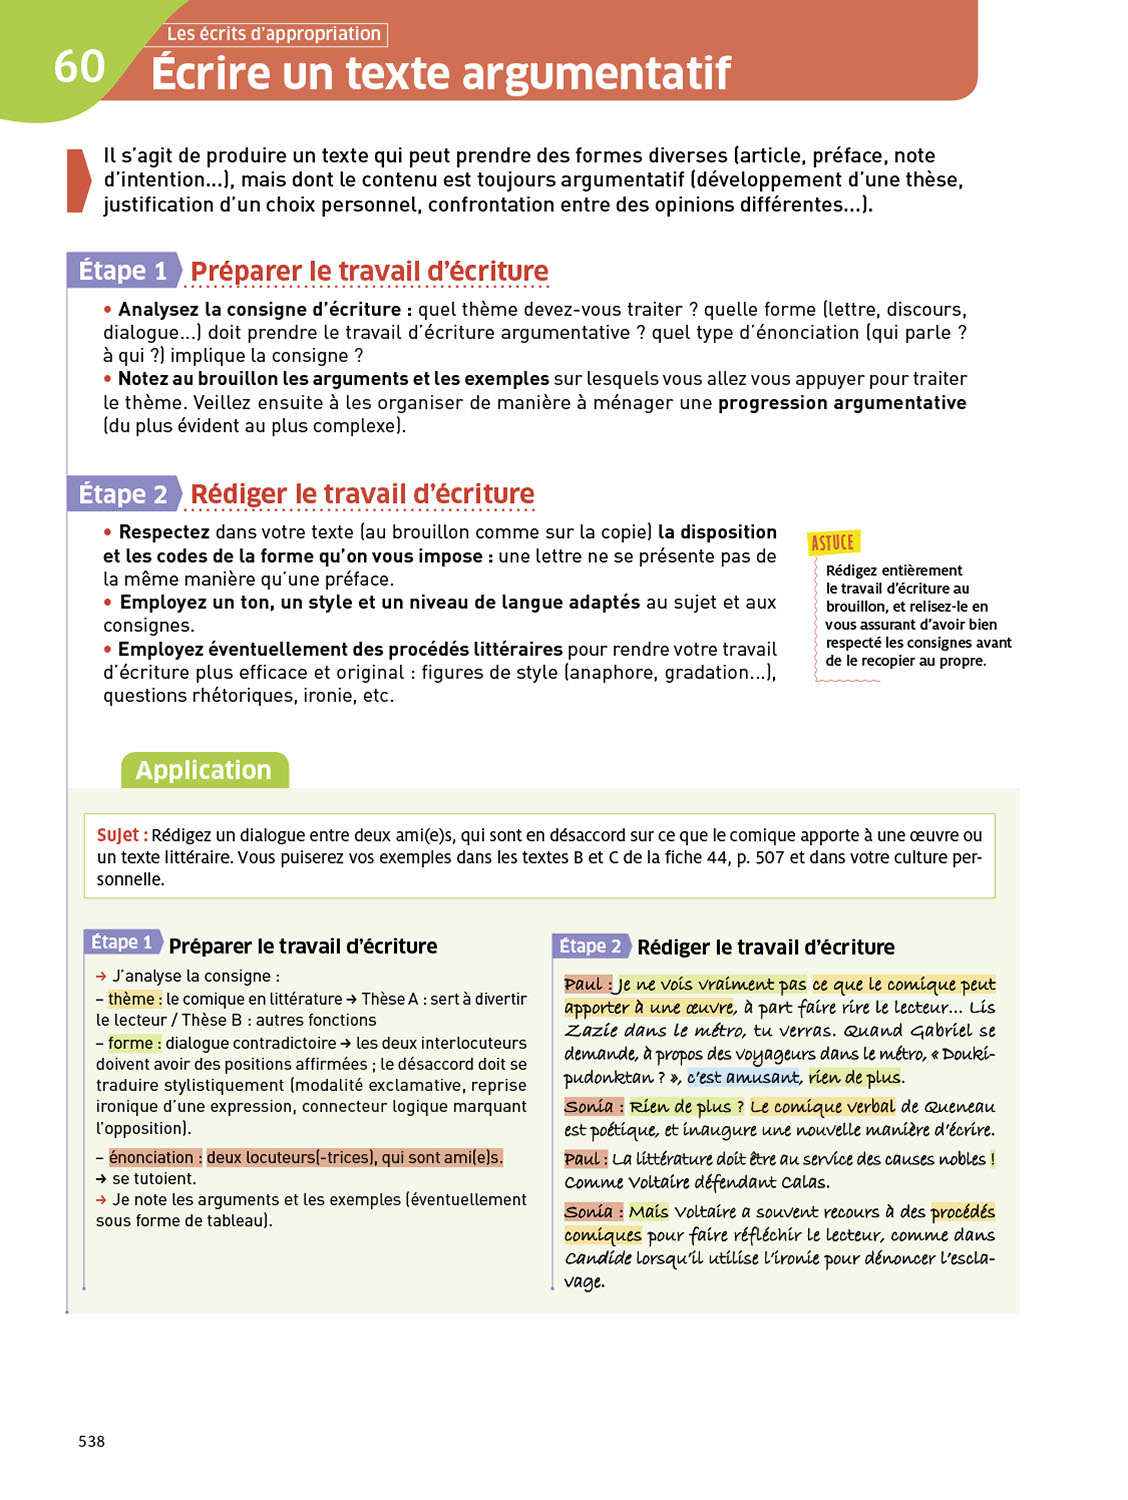 Les écrits d'appropriation
60
Écrire un texte argumentatif
Il s'agit de produire un texte qui peut prendre des formes diverses (article, préface, note
d'intention…), mais dont le contenu est toujours argumentatif (développement d'une thèse,
justification d'un choix personnel, confrontation entre des opinions différentes…).
Étape 1 Préparer le travail d'écriture
• Analysez la consigne d'écriture : quel thème devez-vous traiter ? quelle forme (lettre, discours,
dialogue…) doit prendre le travail d'écriture argumentative ? quel type d'énonciation (qui parle ?
à qui ?) implique la consigne ?
• Notez au brouillon les arguments et les exemples sur lesquels vous allez vous appuyer pour traiter
le thème. Veillez ensuite à les organiser de manière à ménager une progression argumentative
(du plus évident au plus complexe).
Étape 2 Rédiger le travail d'écriture
• Respectez dans votre texte (au brouillon comme sur la copie) la disposition
et les codes de la forme qu'on vous impose : une lettre ne se présente pas de
la même manière qu'une préface.
• Employez un ton, un style et un niveau de langue adaptés au sujet et aux
consignes.
• Employez éventuellement des procédés littéraires pour rendre votre travail
d'écriture plus efficace et original : figures de style (anaphore, gradation…),
questions rhétoriques, ironie, etc.
ASTUCE
Rédigez entièrement
le travail d'écriture au
brouillon, et relisez-le en
vous assurant d'avoir bien
respecté les consignes avant
de le recopier au propre.
Application
Sujet : Rédigez un dialogue entre deux ami(e)s, qui sont en désaccord sur ce que le comique apporte à une œuvre ou
un texte littéraire. Vous puiserez vos exemples dans les textes B et C de la fiche 44, p. 507 et dans votre culture per-
sonnelle.
Étape 1 Préparer le travail d'écriture
→ J'analyse la consigne :
– thème : le comique en littérature → Thèse A : sert à divertir
le lecteur / Thèse B : autres fonctions
– forme : dialogue contradictoire → les deux interlocuteurs
doivent avoir des positions affirmées ; le désaccord doit se
traduire stylistiquement (modalité exclamative, reprise
ironique d'une expression, connecteur logique marquant
l'opposition).
– énonciation : deux locuteurs(-trices), qui sont ami(e)s.
→ se tutoient.
→ Je note les arguments et les exemples (éventuellement
sous forme de tableau).
Étape 2 Rédiger le travail d'écriture
Paul : Je ne vois vraiment pas ce que le comique peut
apporter à une œuvre, à part faire rire le lecteur… Lis
Zazie dans le métro, tu verras. Quand Gabriel se
demande, à propos des voyageurs dans le métro, « Douki-
pudonktan ? », c'est amusant, rien de plus.
Sonia : Rien de plus ? Le comique verbal de Queneau
est poétique, et inaugure une nouvelle manière d'écrire.
Paul : La littérature doit être au service des causes nobles !
Comme Voltaire défendant Calas.
Sonia : Mais Voltaire a souvent recours à des procédés
comiques pour faire réfléchir le lecteur, comme dans
Candide lorsqu'il utilise l'ironie pour dénoncer l'escla-
vage.
538